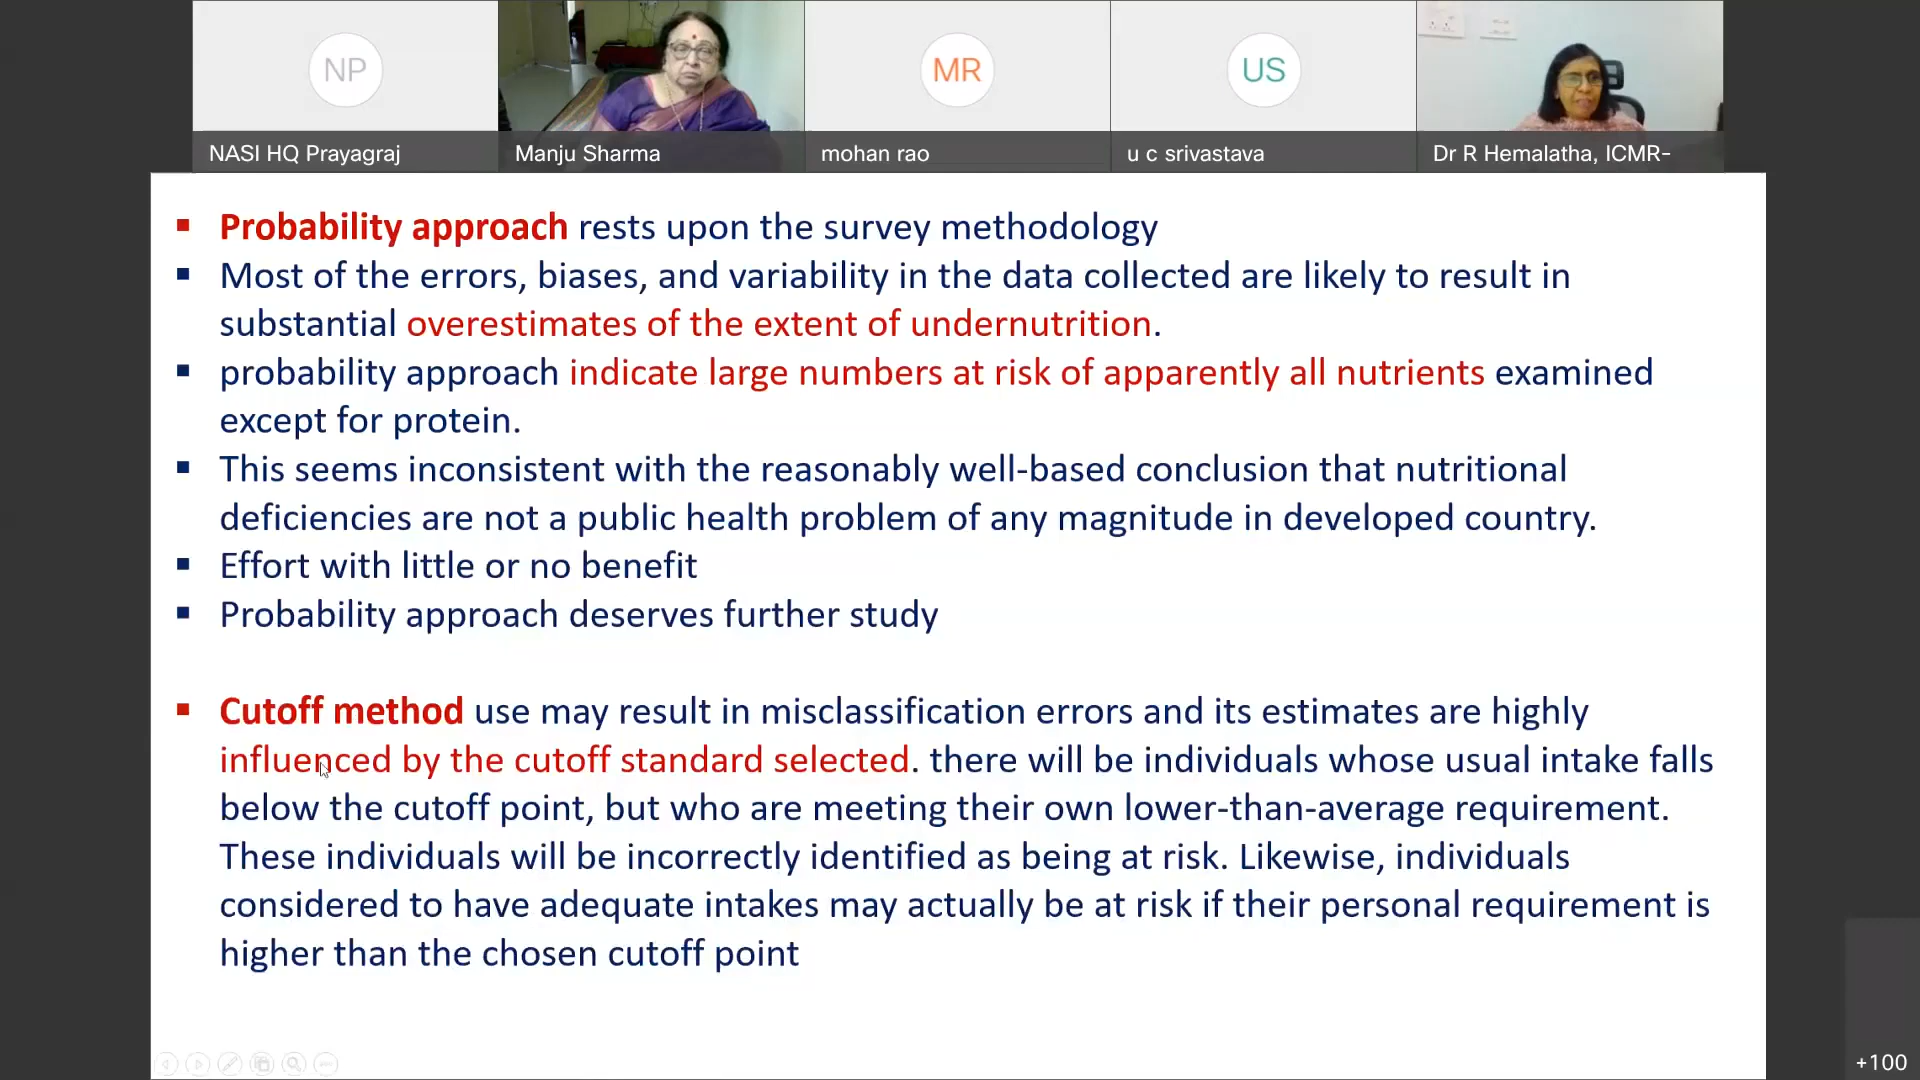 NP
MR
US
NASI HQ Prayagraj
Manju Sharma
mohan rao
u c srivastava
Dr R Hemalatha, ICMR-
Probability approach rests upon the survey methodology
Most of the errors, biases, and variability in the data collected are likely to result in
substantial overestimates of the extent of undernutrition.
probability approach indicate large numbers at risk of apparently all nutrients examined
except for protein.
This seems inconsistent with the reasonably well-based conclusion that nutritional
deficiencies are not a public health problem of any magnitude in developed country.
Effort with little or no benefit
Probability approach deserves further study
Cutoff method use may result in misclassification errors and its estimates are highly
influenced by the cutoff standard selected. there will be individuals whose usual intake falls
below the cutoff point, but who are meeting their own lower-than-average requirement.
These individuals will be incorrectly identified as being at risk. Likewise, individuals
considered to have adequate intakes may actually be at risk if their personal requirement is
higher than the chosen cutoff point
+100